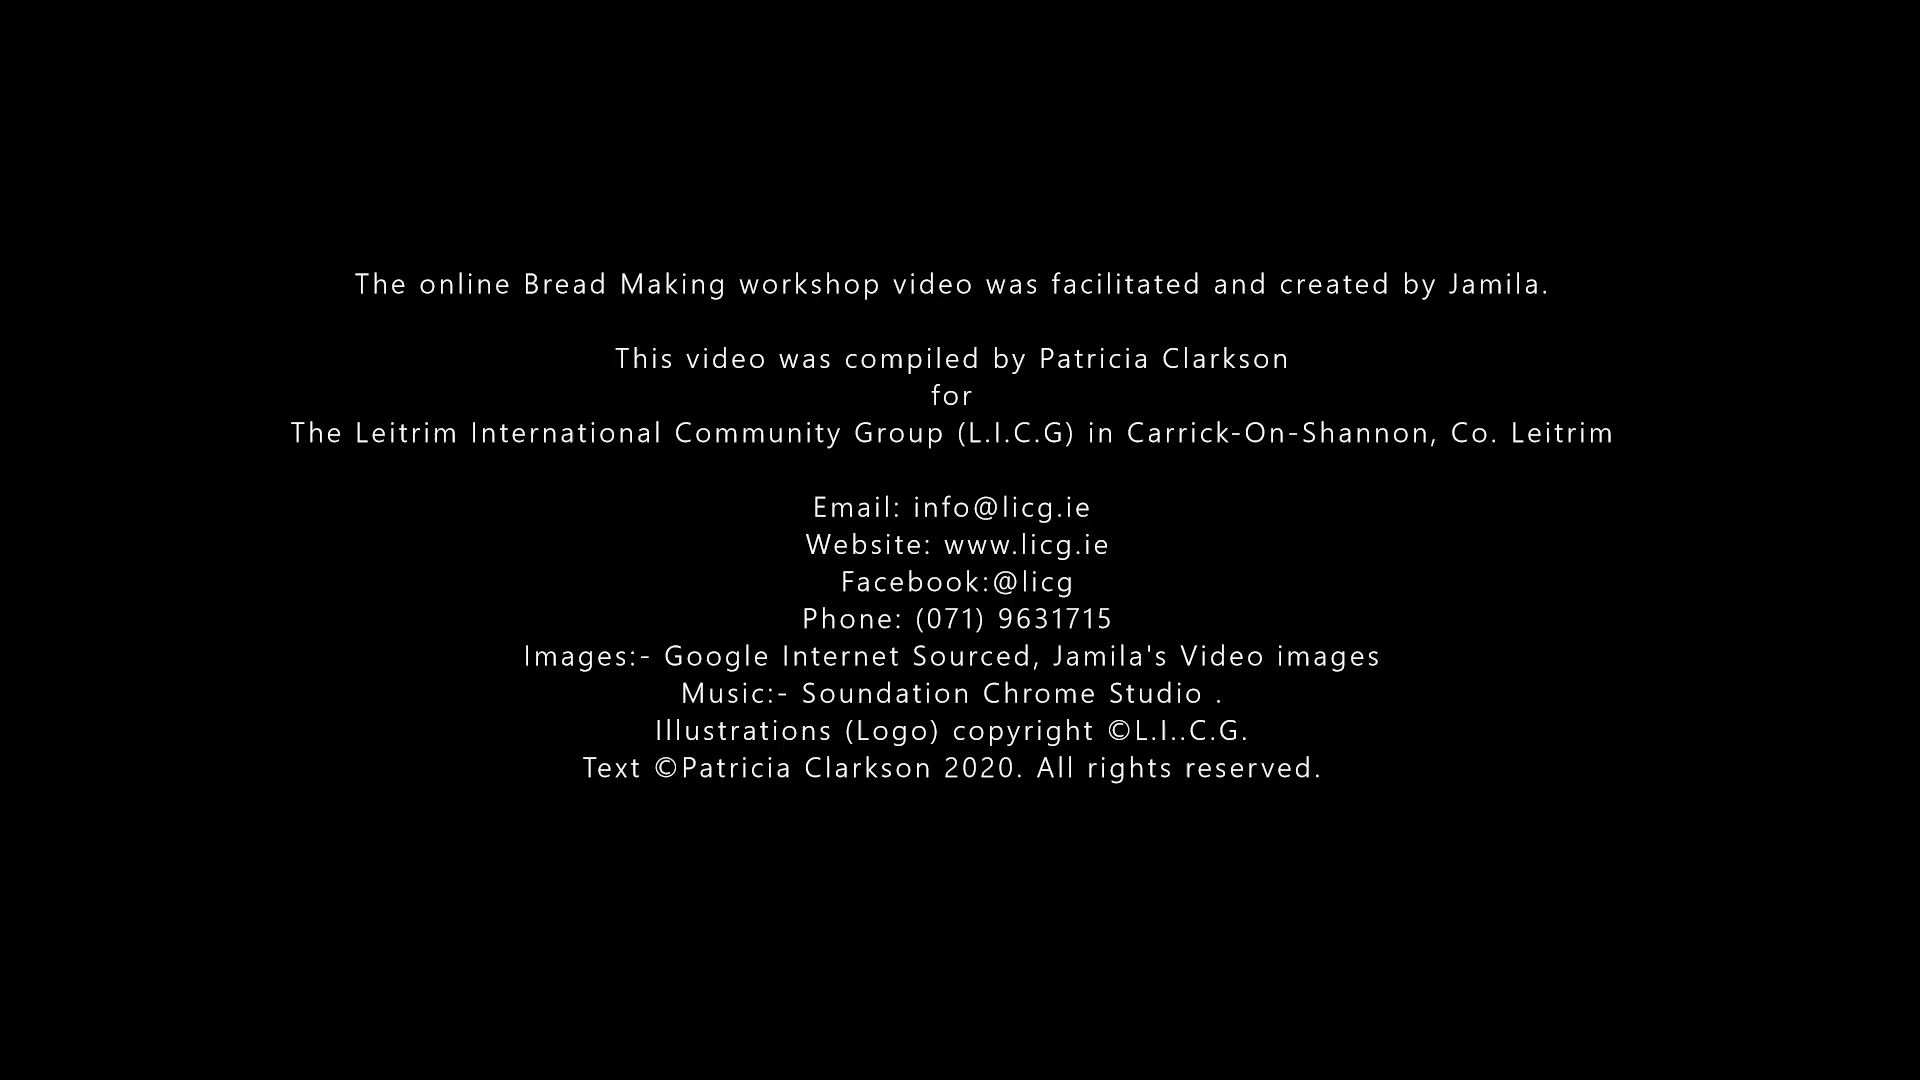 The online Bread Making workshop video was facilitated and created by Jamila.
This video was compiled by Patricia Clarkson
for
The Leitrim International Community Group (L.I.C.G) in Carrick-On-Shannon, Co. Leitrim
Email: info@licg.ie
Website: www.licg.ie
Facebook:@licg
Phone: (071) 9631715
Images:- Google Internet Sourced, Jamila's Video images
Music:- Soundation Chrome Studio .
Illustrations (Logo) copyright ©L.I..C.G.
Text ©Patricia Clarkson 2020. All rights reserved.